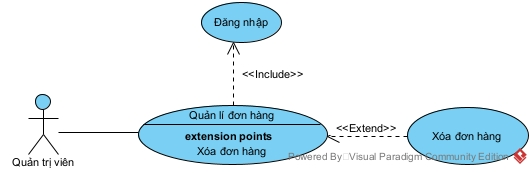 Đăng nhập
<<Include>>
Quản lí đơn hàng
extension points
Xóa đơn hàng
<<Extend>>
Xóa đơn hàng
Quản trị viên
Powered By Visual Paradigm Community Edition